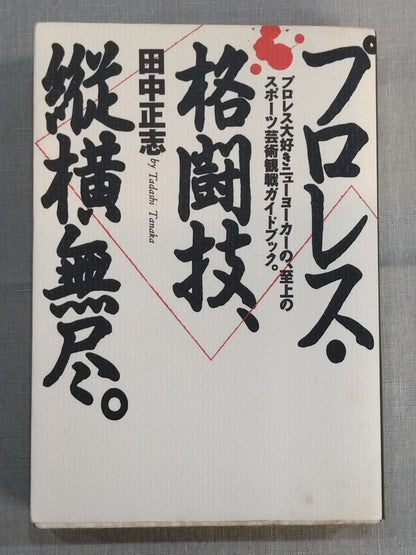 プロレス・
プロレス大好きニューヨーカーの、至上の
スポーツ芸術観戦ガイドブック。
格闘技、
田中正志
by Tadashi Tanaka
縦横無尽。